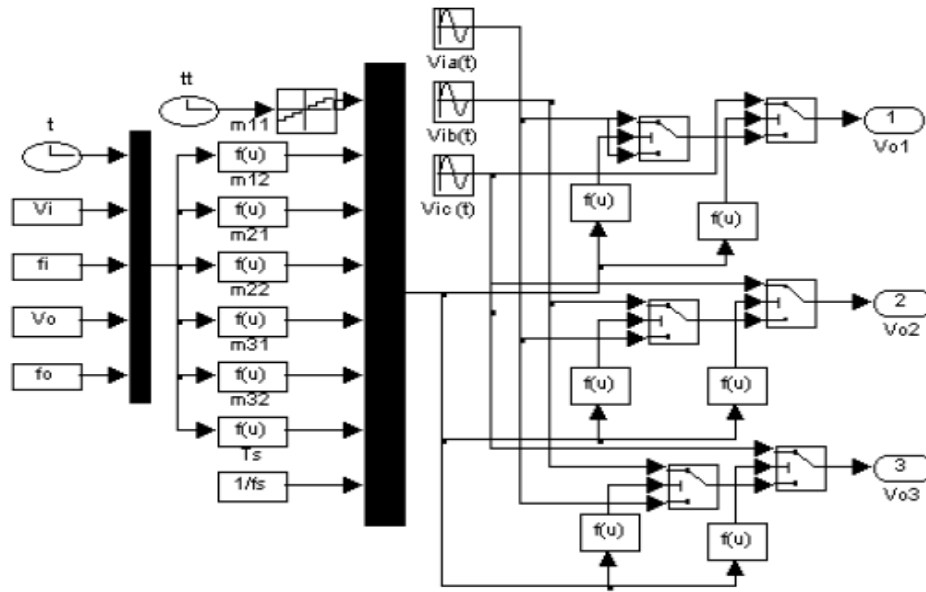 tt
t
Vi
fi
Vo
fo
m11
f(u)
m12
f(u)
m21
f(u)
m22
f(u)
m31
f(u)
m32
f(u)
Ts
1/fs
Via(t)
Vib(t)
Vic (t)
f(u)
f(u)
1
Vo1
f(u)
f(u)
2
Vo2
f(u)
f(u)
3
Vo3